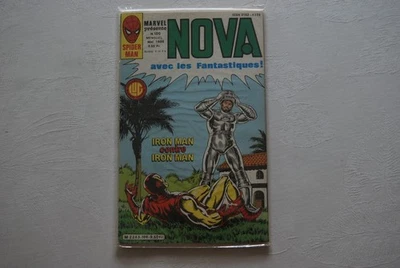 MARVEL
présente
NOVA
SPIDER
MAN
avec les Fantastiques!
LUG
IRON MAN
contre
IRON MAN